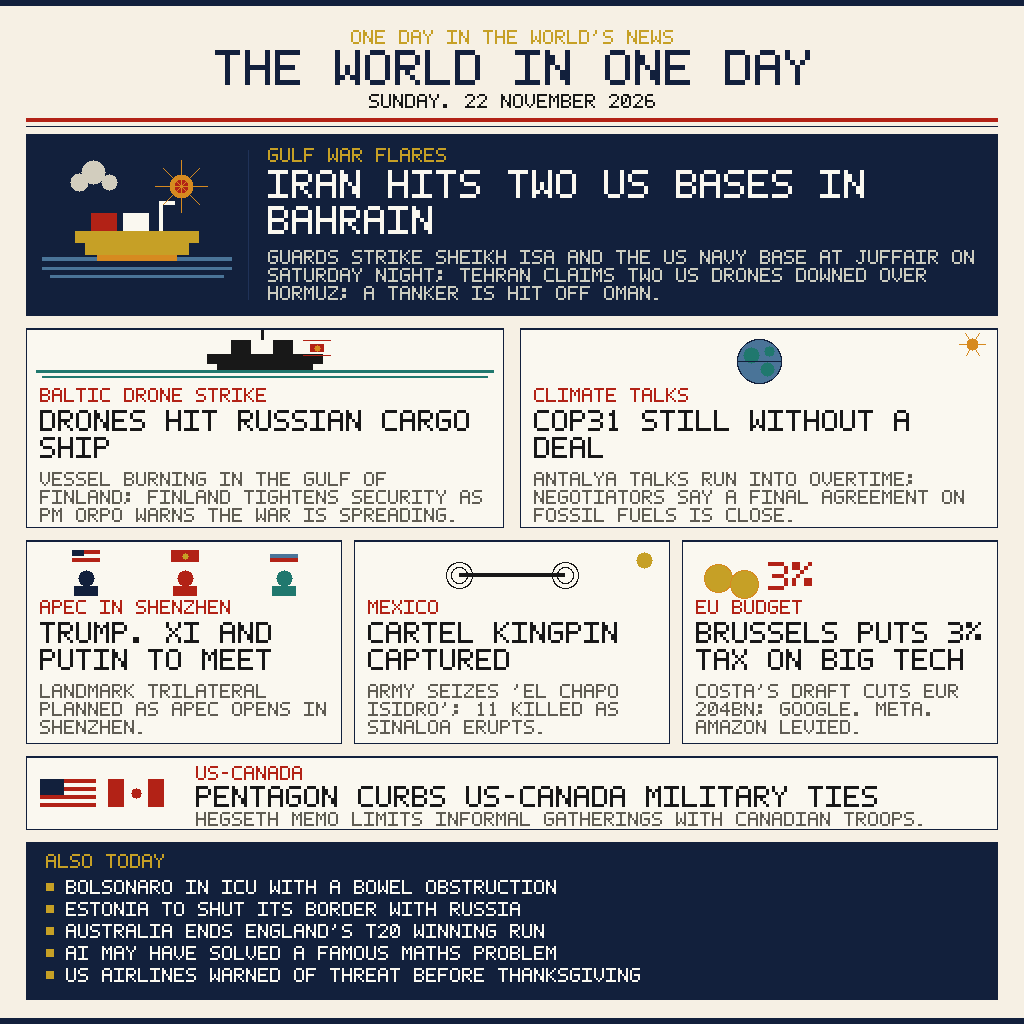 ONE DAY IN THE WORLD'S NEWS
THE WORLD IN ONE DAY
SUNDAY. 22 NOVEMBER 2026
GULF WAR FLARES
IRAN HITS TWO US BASES IN
BAHRAIN
GUARDS STRIKE SHEIKH ISA AND THE US NAVY BASE AT JUFFAIR ON
SATURDAY NIGHT; TEHRAN CLAIMS TWO US DRONES DOWNED OVER
HORMUZ; A TANKER IS HIT OFF OMAN.
BALTIC DRONE STRIKE
DRONES HIT RUSSIAN CARGO
SHIP
VESSEL BURNING IN THE GULF OF
FINLAND; FINLAND TIGHTENS SECURITY AS
PM ORPO WARNS THE WAR IS SPREADING.
CLIMATE TALKS
COP31 STILL WITHOUT A
DEAL
ANTALYA TALKS RUN INTO OVERTIME;
NEGOTIATORS SAY A FINAL AGREEMENT ON
FOSSIL FUELS IS CLOSE.
APEC IN SHENZHEN
TRUMP. XI AND
PUTIN TO MEET
LANDMARK TRILATERAL
PLANNED AS APEC OPENS IN
SHENZHEN.
MEXICO
CARTEL KINGPIN
CAPTURED
ARMY SEIZES 'EL CHAPO
ISIDRO'; 11 KILLED AS
SINALOA ERUPTS.
3%
EU BUDGET
BRUSSELS PUTS 3%
TAX ON BIG TECH
COSTA'S DRAFT CUTS EUR
204BN; GOOGLE. META.
AMAZON LEVIED.
US-CANADA
PENTAGON CURBS US-CANADA MILITARY TIES
HEGSETH MEMO LIMITS INFORMAL GATHERINGS WITH CANADIAN TROOPS.
ALSO TODAY
BOLSONARO IN ICU WITH A BOWEL OBSTRUCTION
ESTONIA TO SHUT ITS BORDER WITH RUSSIA
AUSTRALIA ENDS ENGLAND'S T20 WINNING RUN
AI MAY HAVE SOLVED A FAMOUS MATHS PROBLEM
US AIRLINES WARNED OF THREAT BEFORE THANKSGIVING